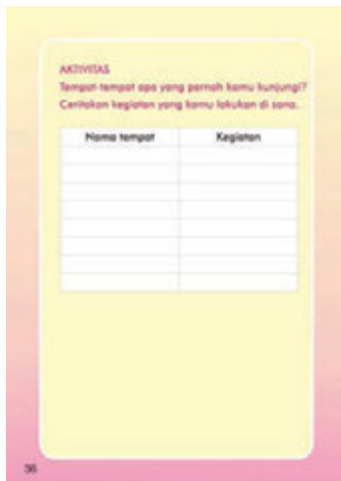 AKTIVITAS
Tempat-tempat apa yang pernah kamu kunjungi?
Ceritakan kegiatan yang kamu lakukan di sana.
Nama tempat Kegiatan
36